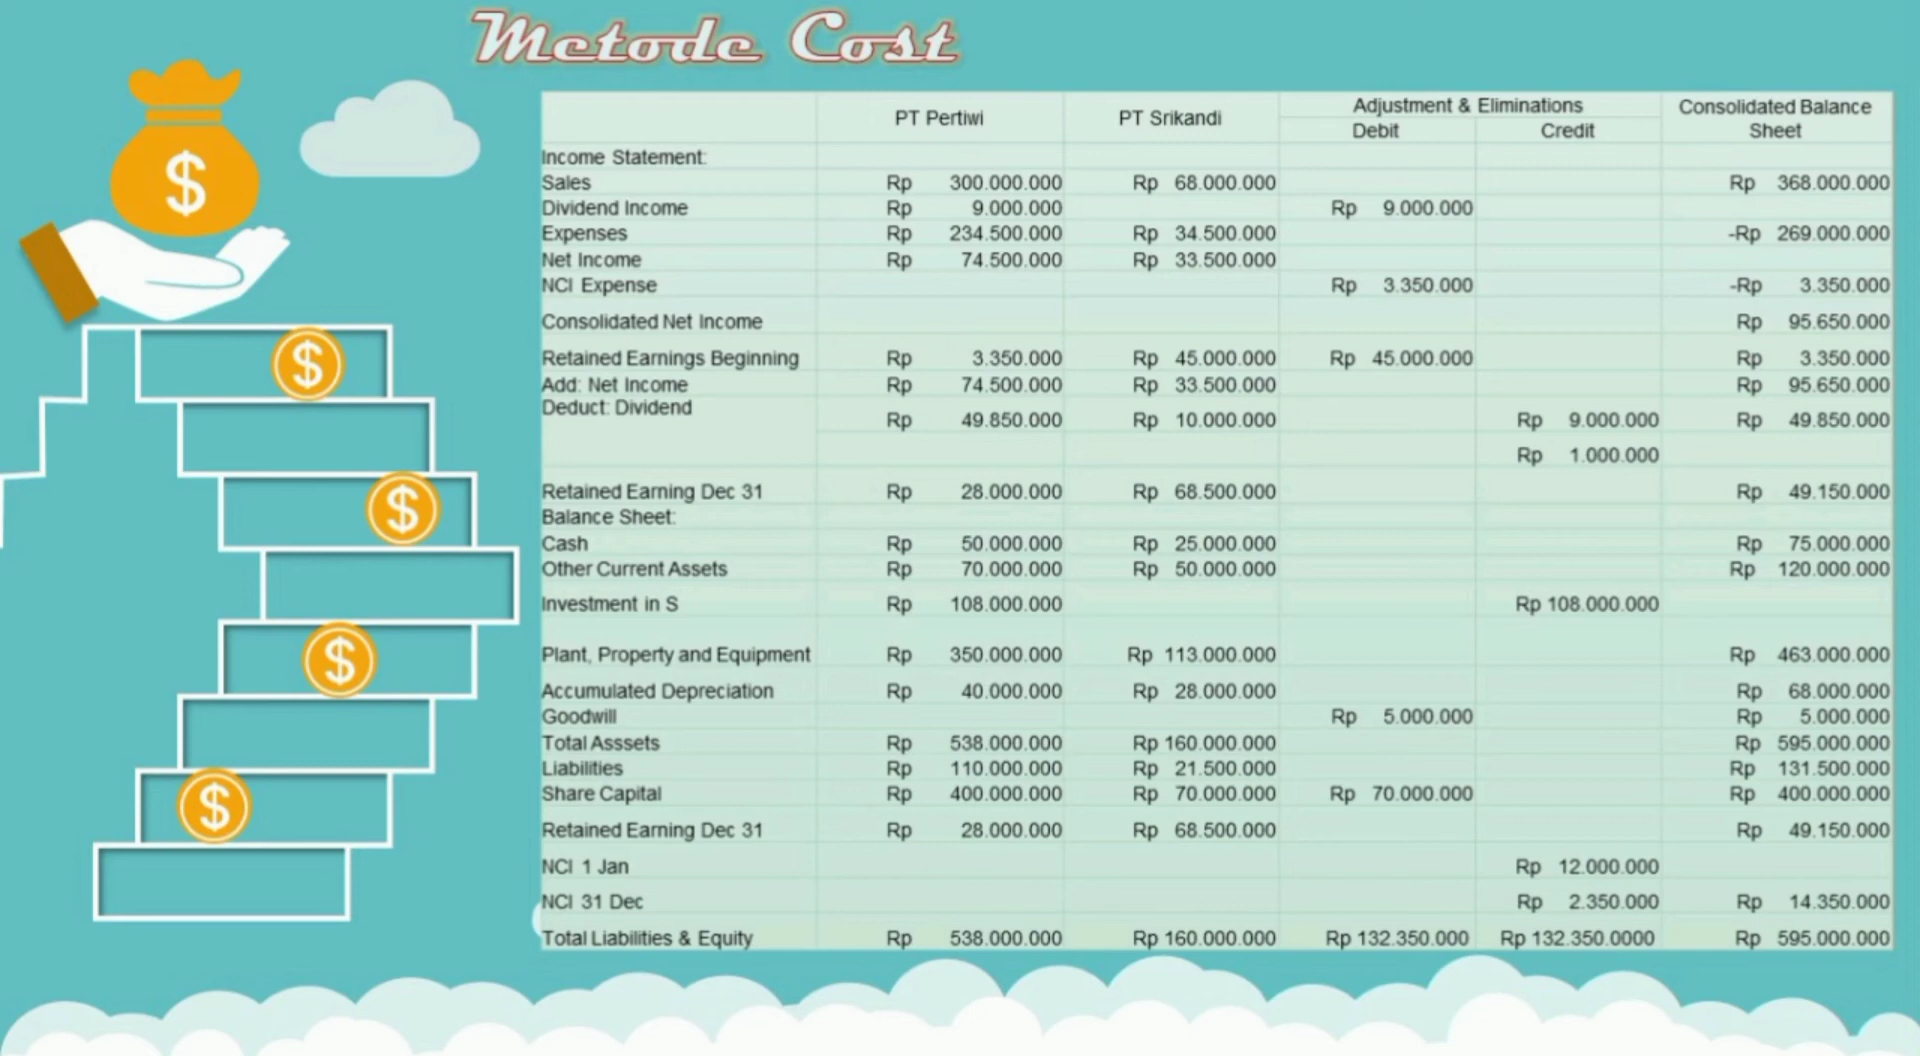 Metode Cost
PT Pertiwi PT Srikandi Adjustment & Eliminations Consolidated Balance Sheet
Debit Credit
Income Statement:
Sales Rp 300.000.000 Rp 68.000.000 Rp 368.000.000
Dividend Income Rp 9.000.000 Rp 9.000.000
Expenses Rp 234.500.000 Rp 34.500.000 -Rp 269.000.000
Net Income Rp 74.500.000 Rp 33.500.000
NCI Expense Rp 3.350.000 -Rp 3.350.000
Consolidated Net Income Rp 95.650.000
Retained Earnings Beginning Rp 3.350.000 Rp 45.000.000 Rp 45.000.000 Rp 3.350.000
Add: Net Income Rp 74.500.000 Rp 33.500.000 Rp 95.650.000
Deduct: Dividend Rp 49.850.000 Rp 10.000.000 Rp 9.000.000 Rp 49.850.000
Rp 1.000.000
Retained Earning Dec 31 Rp 28.000.000 Rp 68.500.000 Rp 49.150.000
Balance Sheet:
Cash Rp 50.000.000 Rp 25.000.000 Rp 75.000.000
Other Current Assets Rp 70.000.000 Rp 50.000.000 Rp 120.000.000
Investment in S Rp 108.000.000 Rp 108.000.000
Plant, Property and Equipment Rp 350.000.000 Rp 113.000.000 Rp 463.000.000
Accumulated Depreciation Rp 40.000.000 Rp 28.000.000 Rp 68.000.000
Goodwill Rp 5.000.000 Rp 5.000.000
Total Asssets Rp 538.000.000 Rp 160.000.000 Rp 595.000.000
Liabilities Rp 110.000.000 Rp 21.500.000 Rp 131.500.000
Share Capital Rp 400.000.000 Rp 70.000.000 Rp 70.000.000 Rp 400.000.000
Retained Earning Dec 31 Rp 28.000.000 Rp 68.500.000 Rp 49.150.000
NCI 1 Jan Rp 12.000.000
NCI 31 Dec Rp 2.350.000 Rp 14.350.000
Total Liabilities & Equity Rp 538.000.000 Rp 160.000.000 Rp 132.350.000 Rp 132.350.0000 Rp 595.000.000